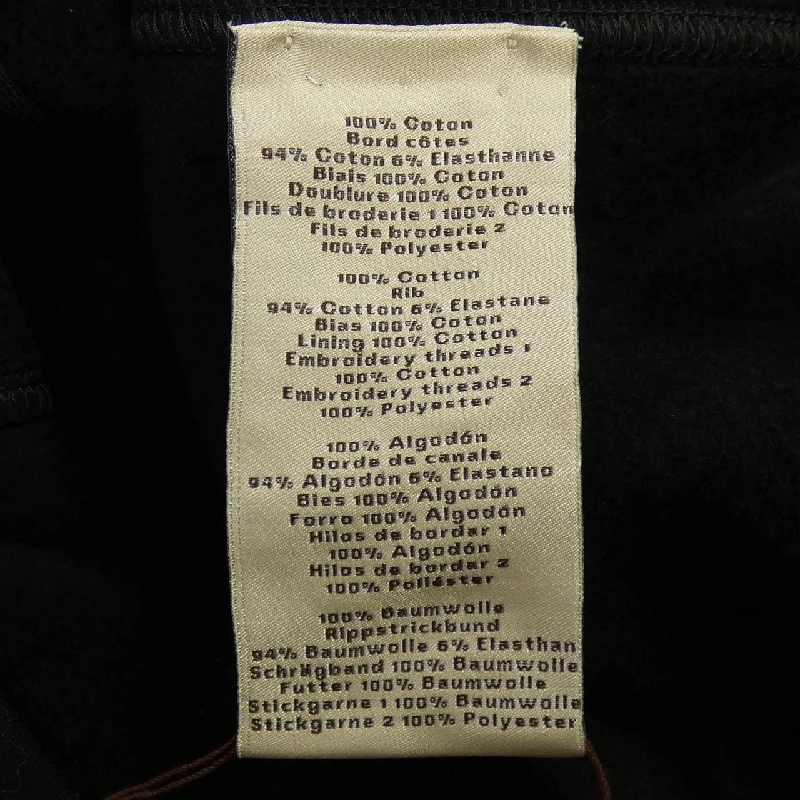 100% Coton
Bord côtes
94% Coton 6% Elasthanne
Biais 100% Coton
Doublure 100% Coton
Fils de broderie 1 100% Coton
Fils de broderie 2
100% Polyester
100% Cotton
Rib
94% Cotton 6% Elastane
Bias 100% Coton
Lining 100% Cotton
Embroidery threads 1
100% Cotton
Embroidery threads 2
100% Polyester
100% Algodón
Borde de canale
94% Algodón 6% Elastano
Bies 100% Algodón
Forro 100% Algodón
Hilos de bordar 1
100% Algodón
Hilos de bordar 2
100% Poliéster
100% Baumwolle
Rippstrickbund
94% Baumwolle 6% Elasthan
Schrägband 100% Baumwolle
Futter 100% Baumwolle
Stickgarne 1 100% Baumwolle
Stickgarne 2 100% Polyester